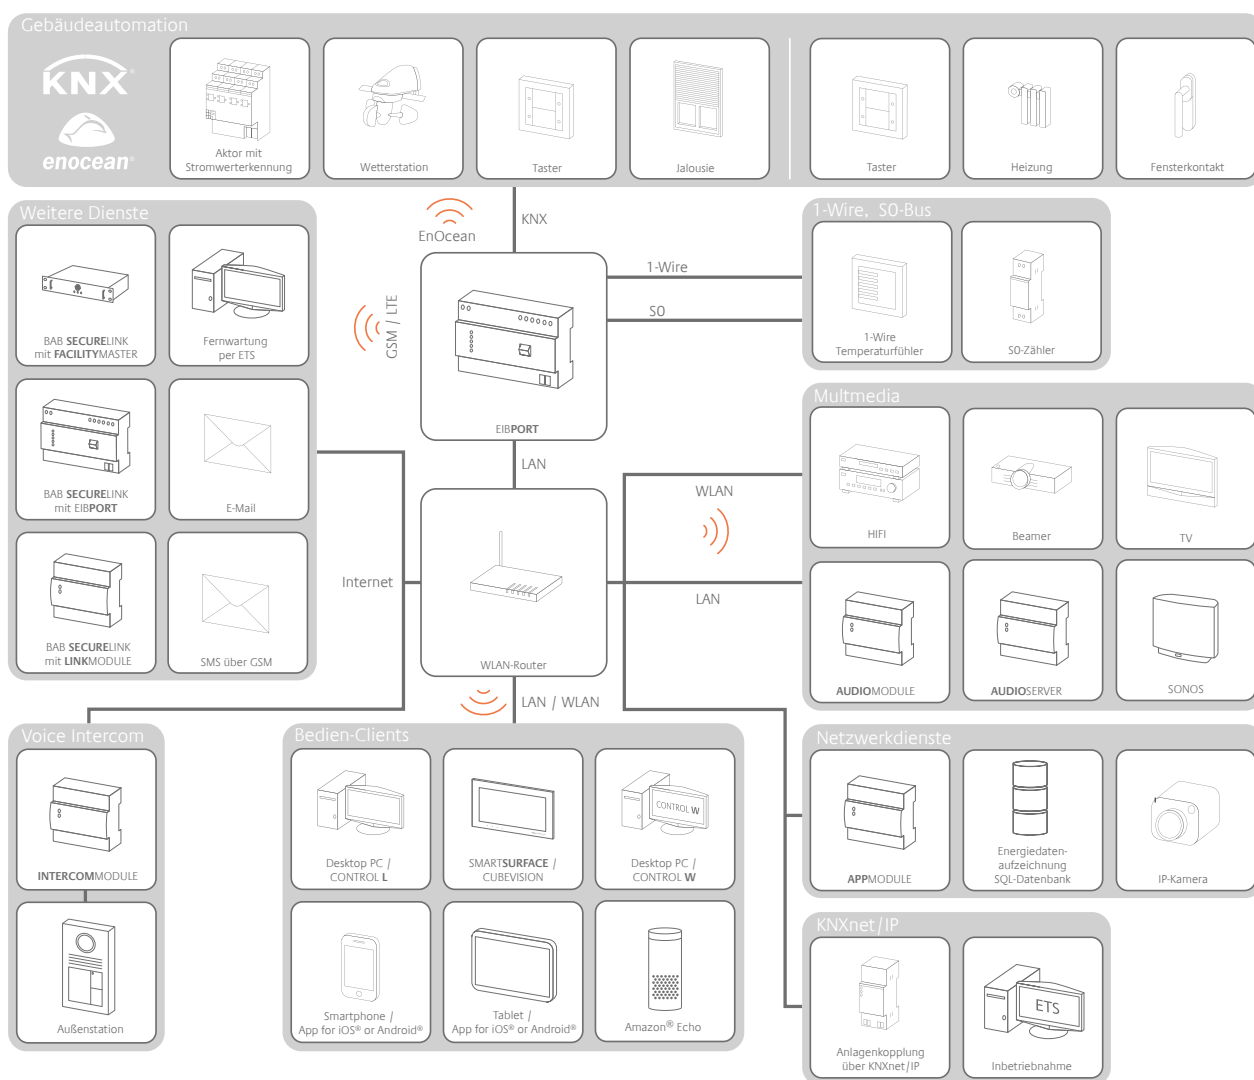 Gebäudeautomation
KNX®
enocean®
Aktor mit
Stromwerterkennung
Wetterstation
Taster
Jalousie
Taster
Heizung
Fensterkontakt
Weitere Dienste
BAB SECURELINK
mit FACILITYMASTER
Fernwartung
per ETS
BAB SECURELINK
mit EIBPORT
E-Mail
BAB SECURELINK
mit LINKMODULE
SMS über GSM
EnOcean
KNX
GSM / LTE
EIBPORT
1-Wire
S0
LAN
Internet
WLAN-Router
WLAN
LAN
LAN / WLAN
1-Wire, S0-Bus
1-Wire
Temperaturfühler
S0-Zähler
Multmedia
HIFI
Beamer
TV
AUDIOMODULE
AUDIOSERVER
SONOS
Voice Intercom
INTERCOMMODULE
Außenstation
Bedien-Clients
Desktop PC /
CONTROL L
SMARTSURFACE /
CUBEVISION
CONTROL W
Desktop PC /
CONTROL W
Smartphone /
App for iOS® or Android®
Tablet /
App for iOS® or Android®
Amazon® Echo
Netzwerkdienste
APPMODULE
Energiedaten-
aufzeichnung
SQL-Datenbank
IP-Kamera
KNXnet/IP
Anlagenkopplung
über KNXnet/IP
ETS
Inbetriebnahme